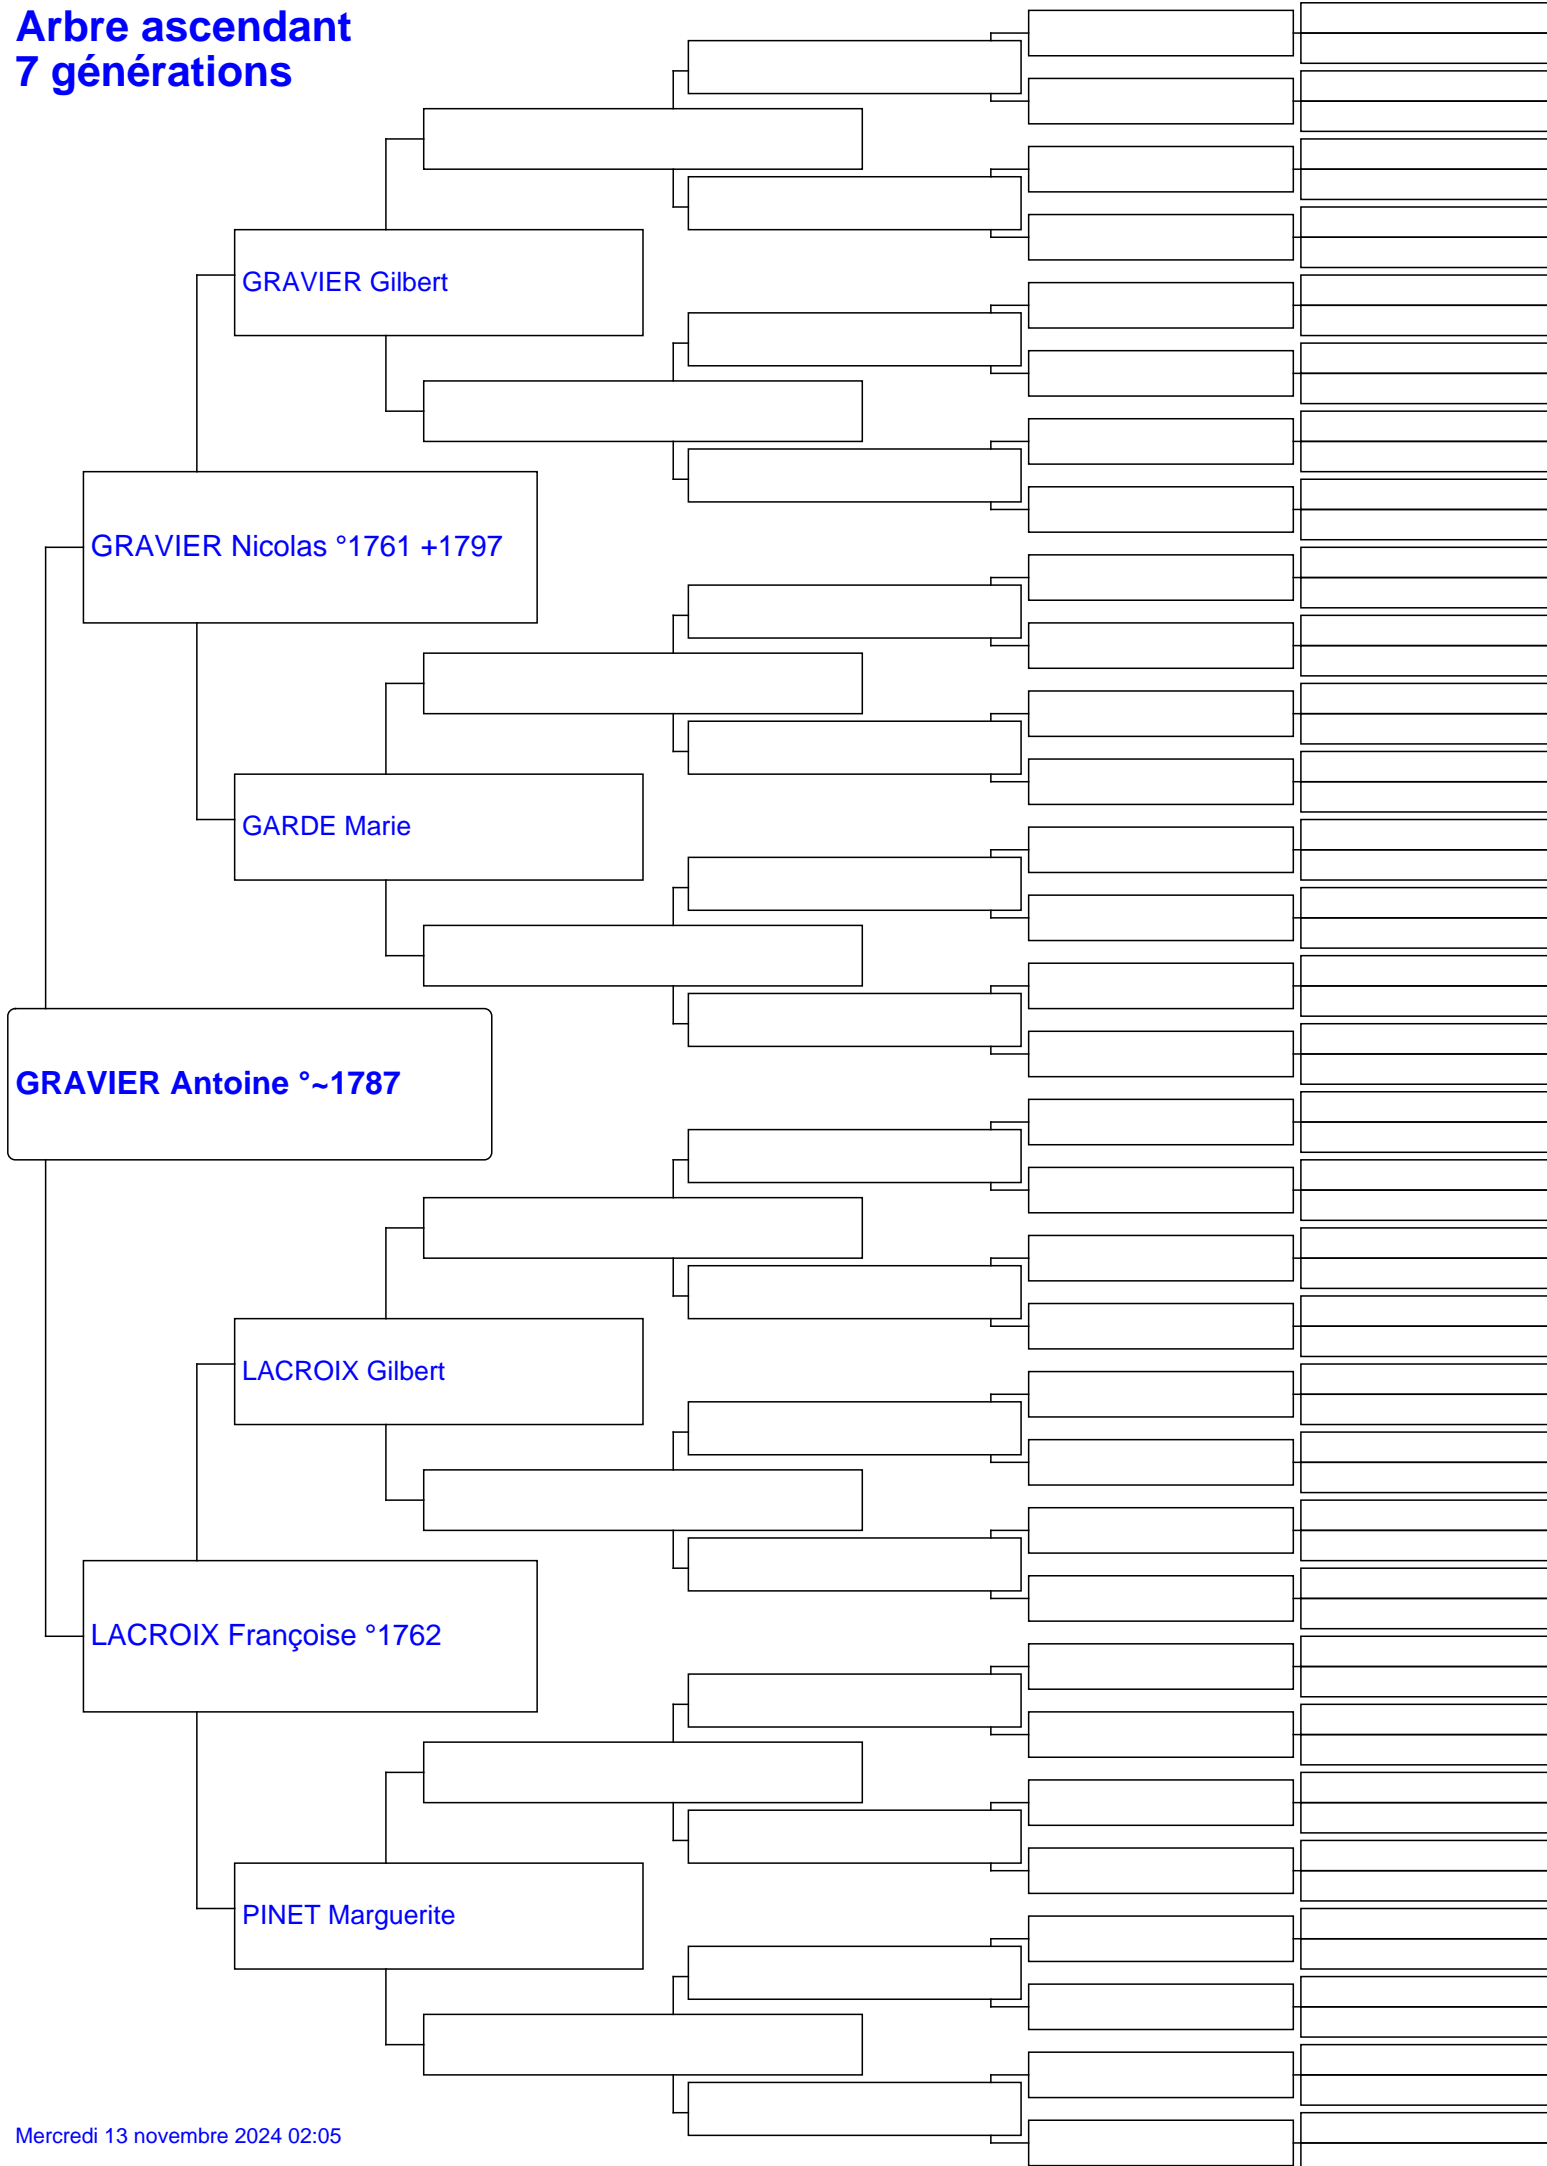 Arbre ascendant
7 générations
GRAVIER Gilbert
GRAVIER Nicolas °1761 +1797
GARDE Marie
GRAVIER Antoine °~1787
LACROIX Gilbert
LACROIX Françoise °1762
PINET Marguerite
Mercredi 13 novembre 2024 02:05